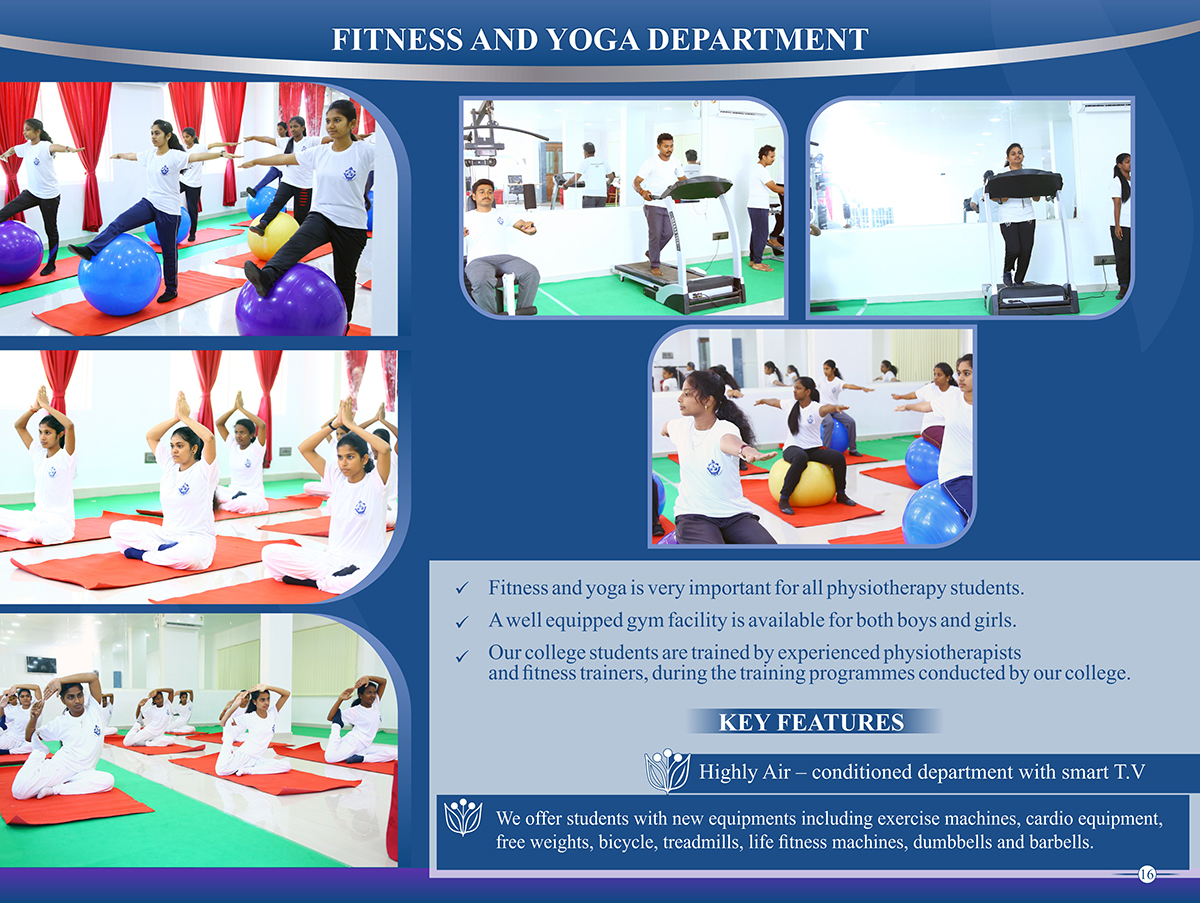 FITNESS AND YOGA DEPARTMENT
Fitness and yoga is very important for all physiotherapy students.
A well equipped gym facility is available for both boys and girls.
Our college students are trained by experienced physiotherapists
and fitness trainers, during the training programmes conducted by our college.
KEY FEATURES
Highly Air – conditioned department with smart T.V
We offer students with new equipments including exercise machines, cardio equipment,
free weights, bicycle, treadmills, life fitness machines, dumbbells and barbells.
16